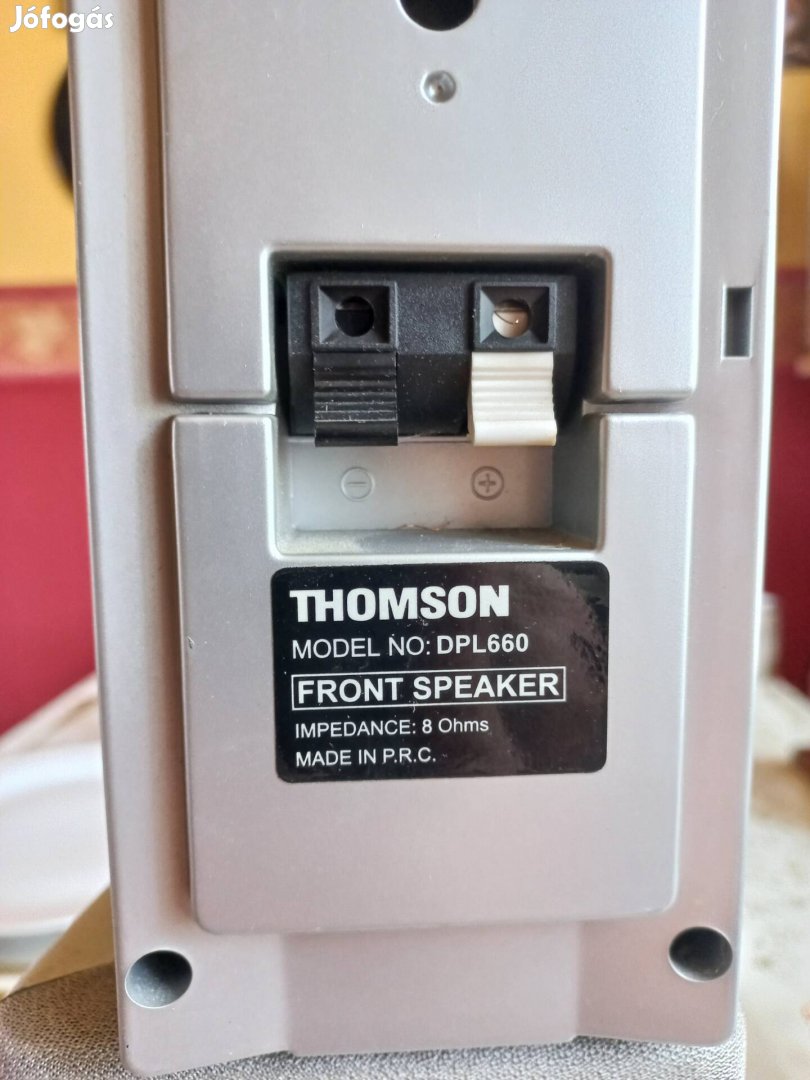 Jófogás
THOMSON
MODEL NO: DPL660
FRONT SPEAKER
IMPEDANCE: 8 Ohms
MADE IN P.R.C.